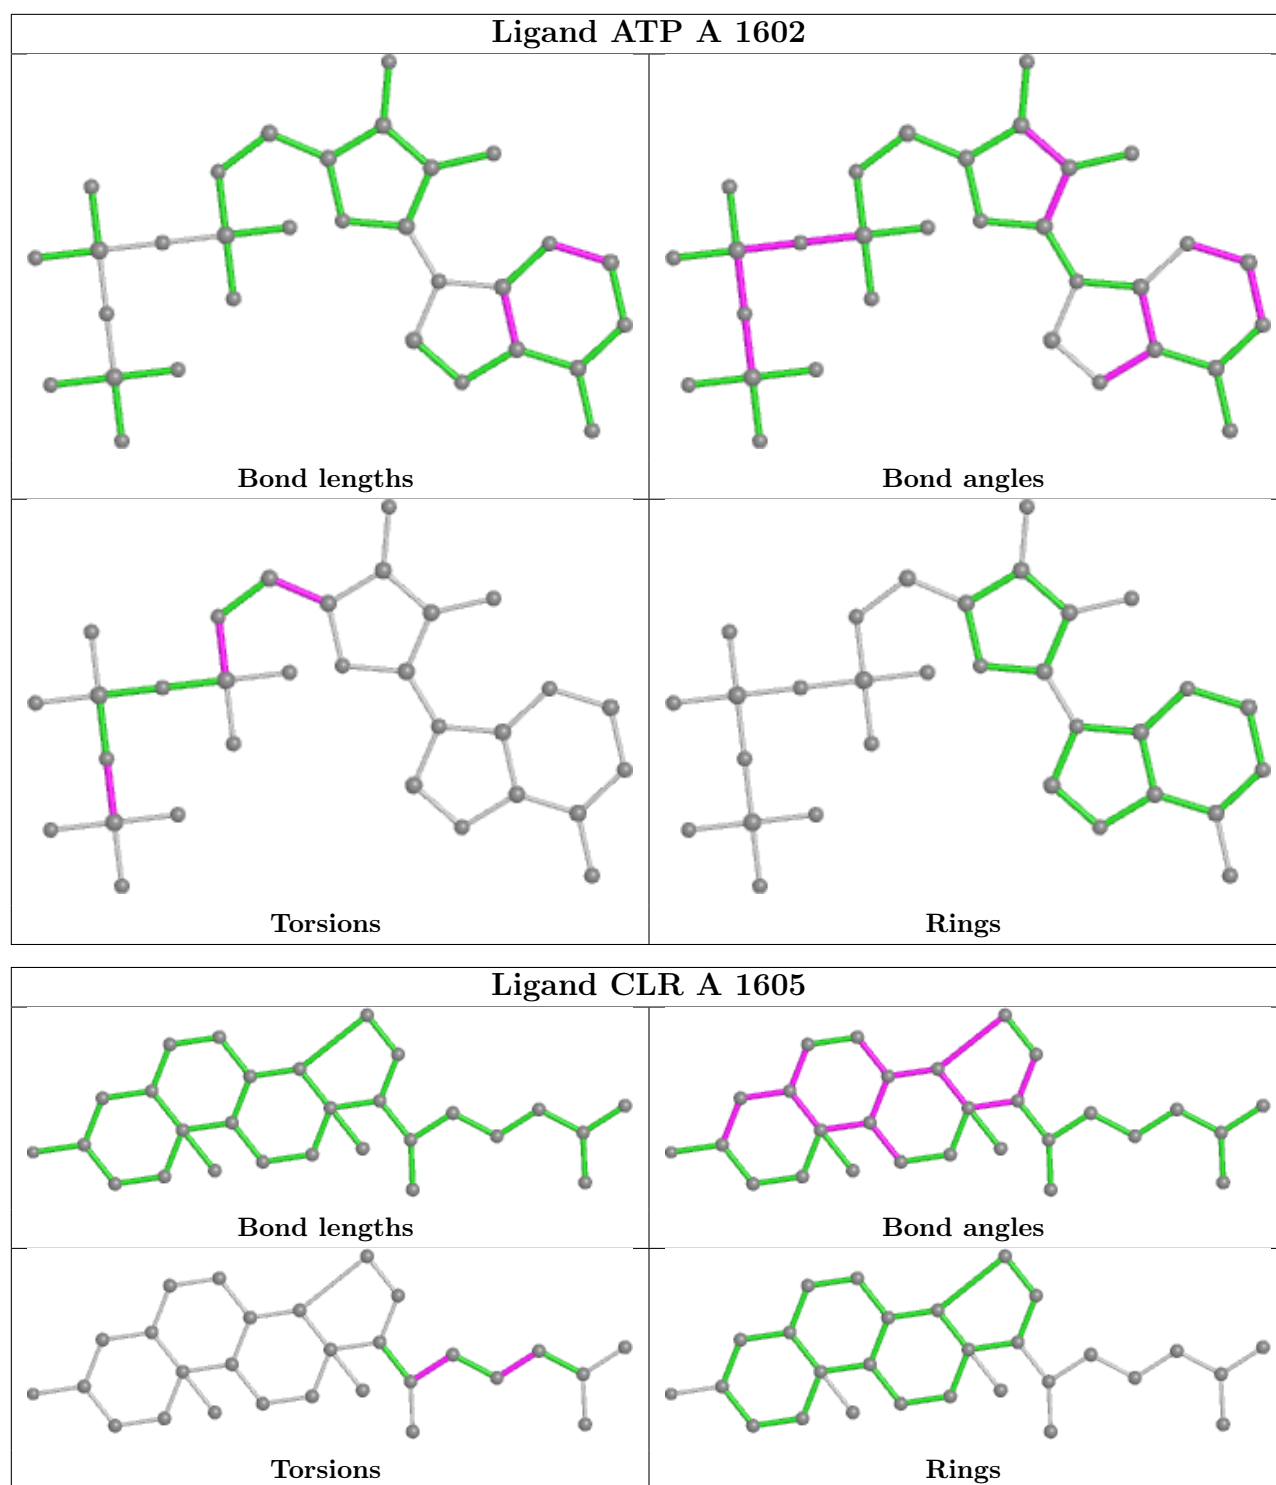 Ligand ATP A 1602
Bond lengths
Bond angles
Torsions
Rings
Ligand CLR A 1605
Bond lengths
Bond angles
Torsions
Rings